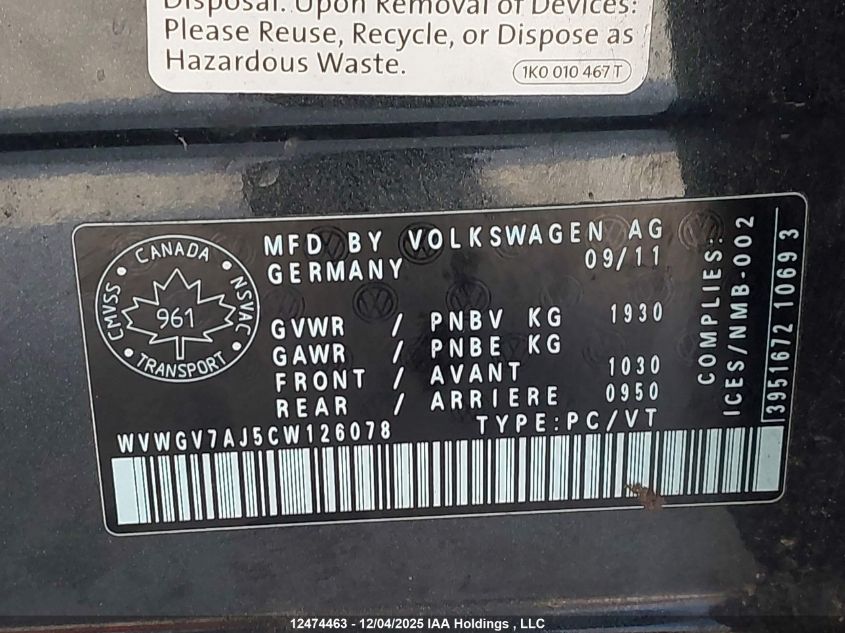 Disposal. Upon Removal of Devices:
Please Reuse, Recycle, or Dispose as
Hazardous Waste.
1K0 010 467 T
CANADA
CMVSS
NSVAC
961
TRANSPORT
MFD BY VOLKSWAGEN AG
GERMANY 09/11
GVWR / PNBV KG 1930
GAWR / PNBE KG
FRONT / AVANT 1030
REAR / ARRIERE 0950
WVWGV7AJ5CW126078 TYPE:PC/VT
COMPLIES:
ICES/NMB-002
3951672 10693
12474463 - 12/04/2025 IAA Holdings , LLC